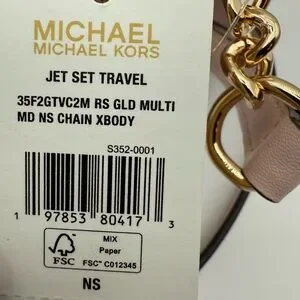 MICHAEL
MICHAEL KORS
JET SET TRAVEL
35F2GTVC2M RS GLD MULTI
MD NS CHAIN XBODY
S352-0001
1 97853 80417 3
FSC
MIX
Paper
FSC™ C012345
NS